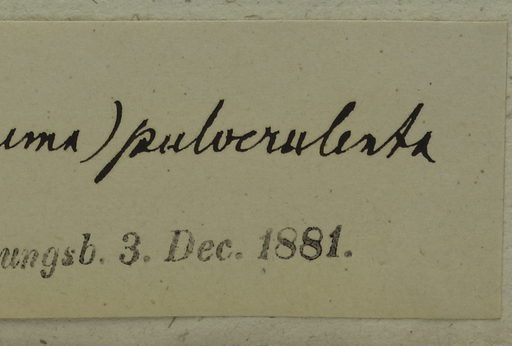 uma) pulverulenta
ungsb. 3. Dec. 1881.